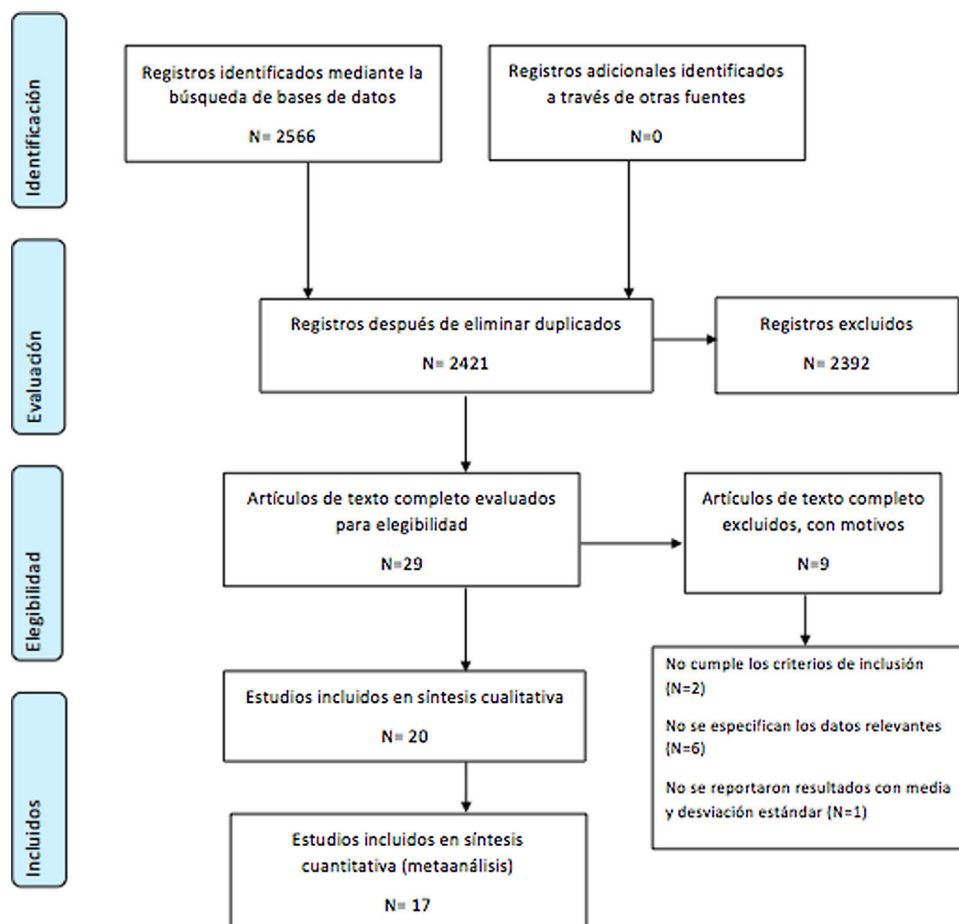 Identificación
Registros identificados mediante la
búsqueda de bases de datos
N= 2566
Registros adicionales identificados
a través de otras fuentes
N=0
Evaluación
Registros después de eliminar duplicados
N= 2421
Registros excluidos
N= 2392
Elegibilidad
Artículos de texto completo evaluados
para elegibilidad
N=29
Artículos de texto completo
excluidos, con motivos
N=9
No cumple los criterios de inclusión
(N=2)
No se especifican los datos relevantes
(N=6)
No se reportaron resultados con media
y desviación estándar (N=1)
Incluidos
Estudios incluidos en síntesis cualitativa
N= 20
Estudios incluidos en síntesis
cuantitativa (metaanálisis)
N= 17